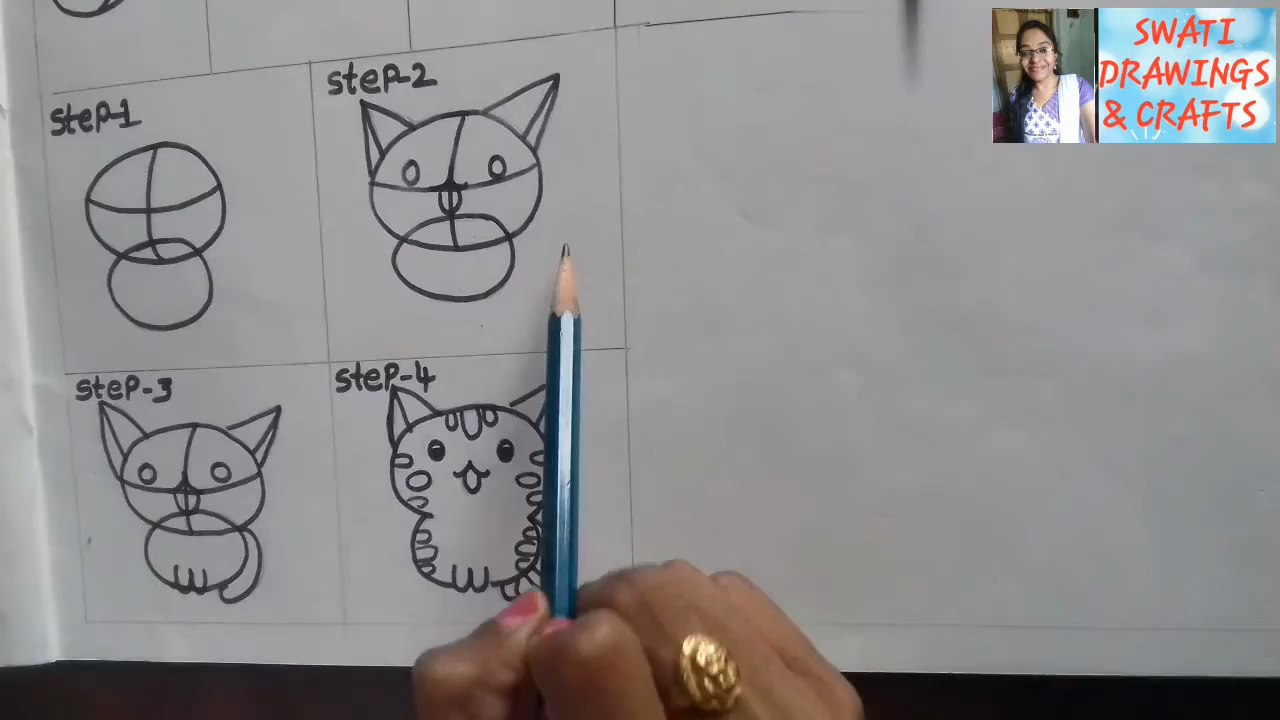 SWATI
DRAWINGS
& CRAFTS
step-1
step-2
step-3
step-4